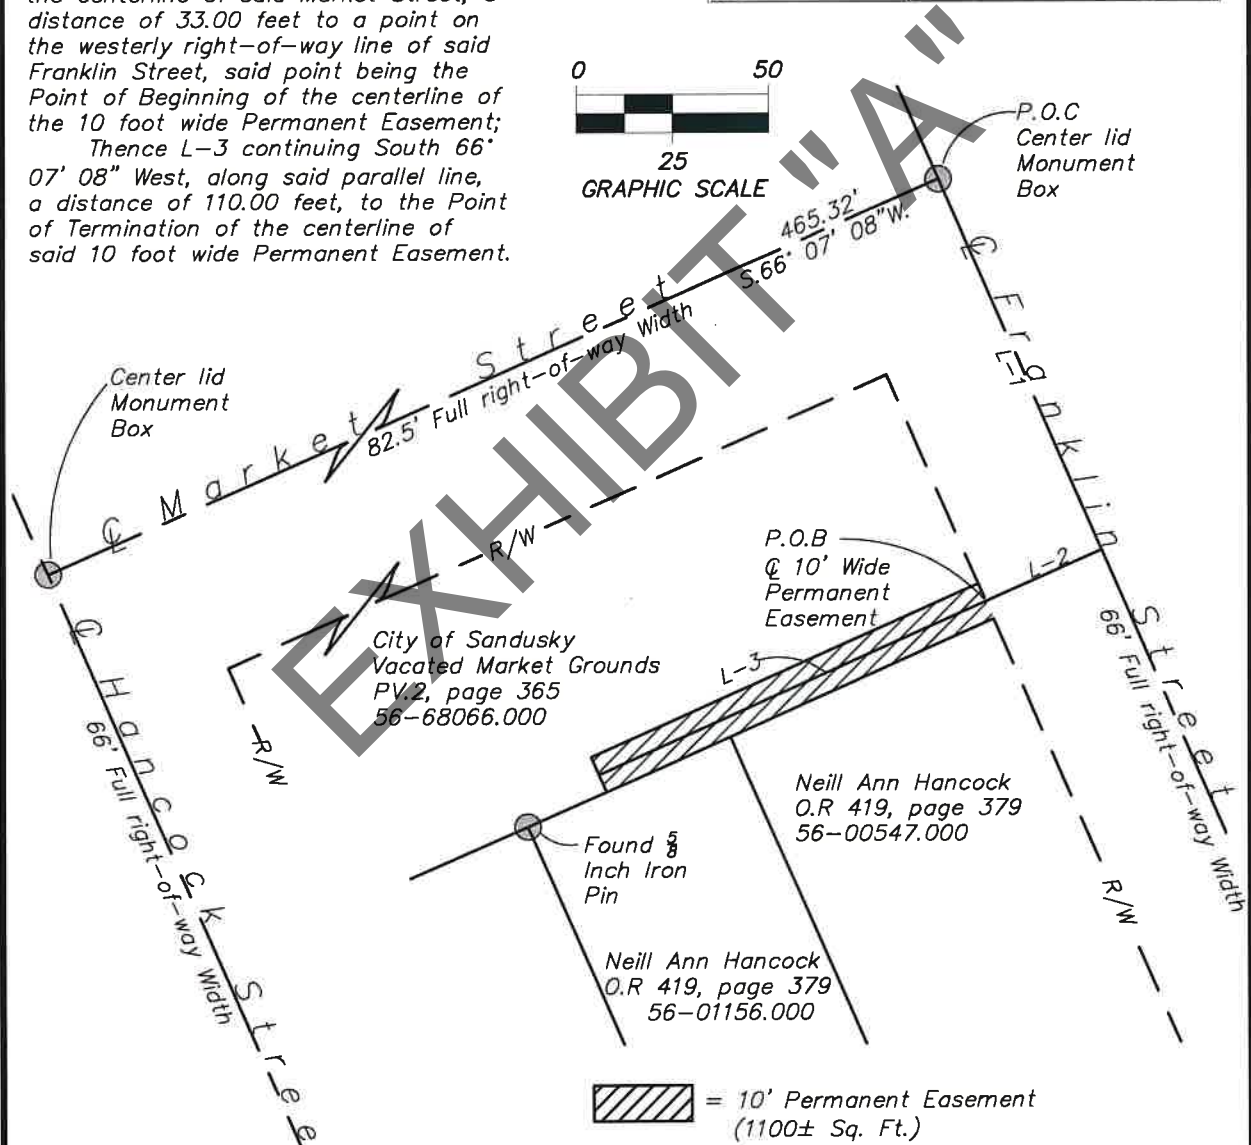 distance of 33.00 feet to a point on
the westerly right-of-way line of said
Franklin Street, said point being the
Point of Beginning of the centerline of
the 10 foot wide Permanent Easement;
Thence L-3 continuing South 66°
07' 08" West, along said parallel line,
a distance of 110.00 feet, to the Point
of Termination of the centerline of
said 10 foot wide Permanent Easement.
0 50
25
GRAPHIC SCALE
EXHIBIT "A"
P.O.C
Center lid
Monument
Box
465.32'
S.66° 07' 08"W.
℄ Market Street
82.5' Full right-of-way Width
℄ Franklin Street
L-1
66' Full right-of-way Width
Center lid
Monument
Box
R/W
P.O.B
℄ 10' Wide
Permanent
Easement
L-2
L-3
City of Sandusky
Vacated Market Grounds
PV.2, page 365
56-68066.000
R/W
℄ Hancock Stree
℄
66' Full right-of-way Width
Neill Ann Hancock
O.R 419, page 379
56-00547.000
Found 5/8
Inch Iron
Pin
R/W
Neill Ann Hancock
O.R 419, page 379
56-01156.000
= 10' Permanent Easement
(1100± Sq. Ft.)